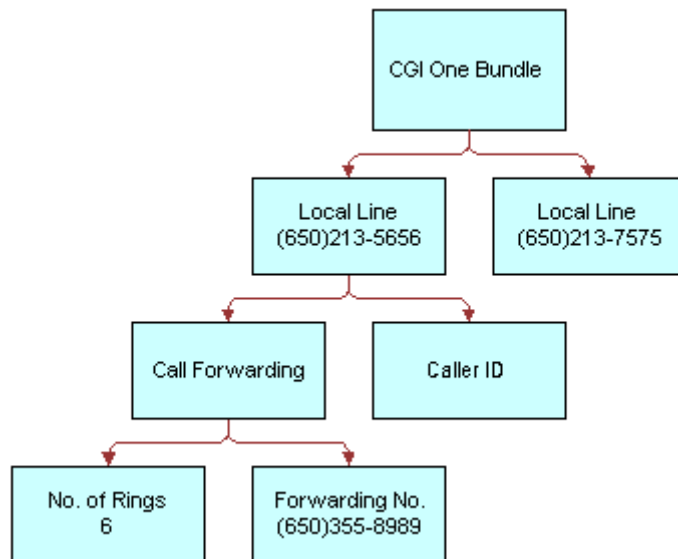 CGI One Bundle
Local Line
(650)213-5656
Local Line
(650)213-7575
Call Forwarding
Caller ID
No. of Rings
6
Forwarding No.
(650)355-8989